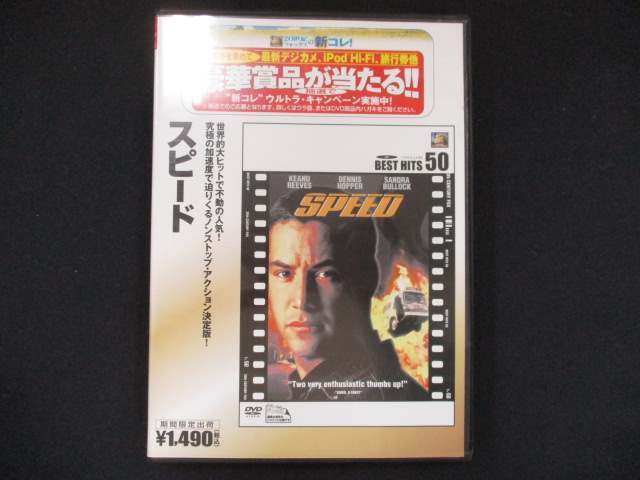 20世紀フォックスの新コレ!
最新デジカメ、iPod Hi-Fi、旅行券他
豪華賞品が当たる!!
"新コレ"ウルトラ・キャンペーン実施中!
BEST HITS 50
スピード
世界的大ヒットで不動の人気!
究極の加速度で迫りくるノンストップ・アクション決定版!
KEANU REEVES
DENNIS HOPPER
SANDRA BULLOCK
SPEED
"Two very enthusiastic thumbs up!"
DVD
VIDEO
期間限定出荷
¥1,490(税込)